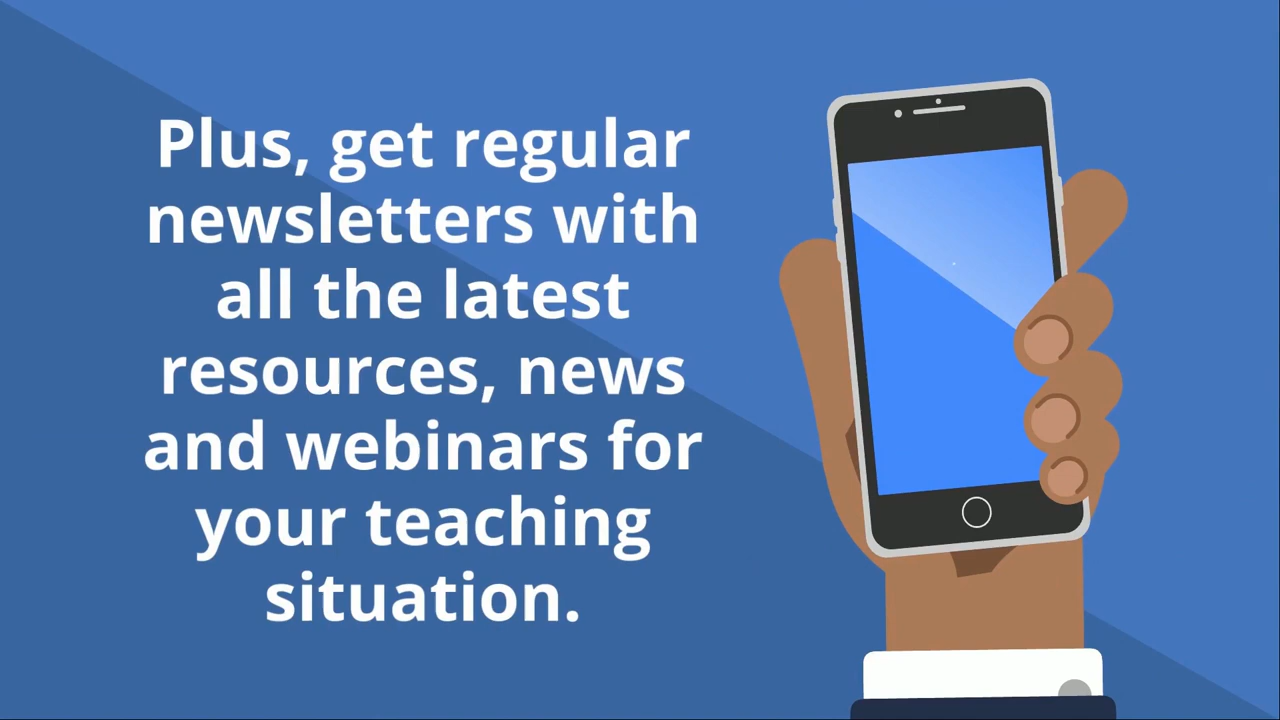 Plus, get regular
newsletters with
all the latest
resources, news
and webinars for
your teaching
situation.